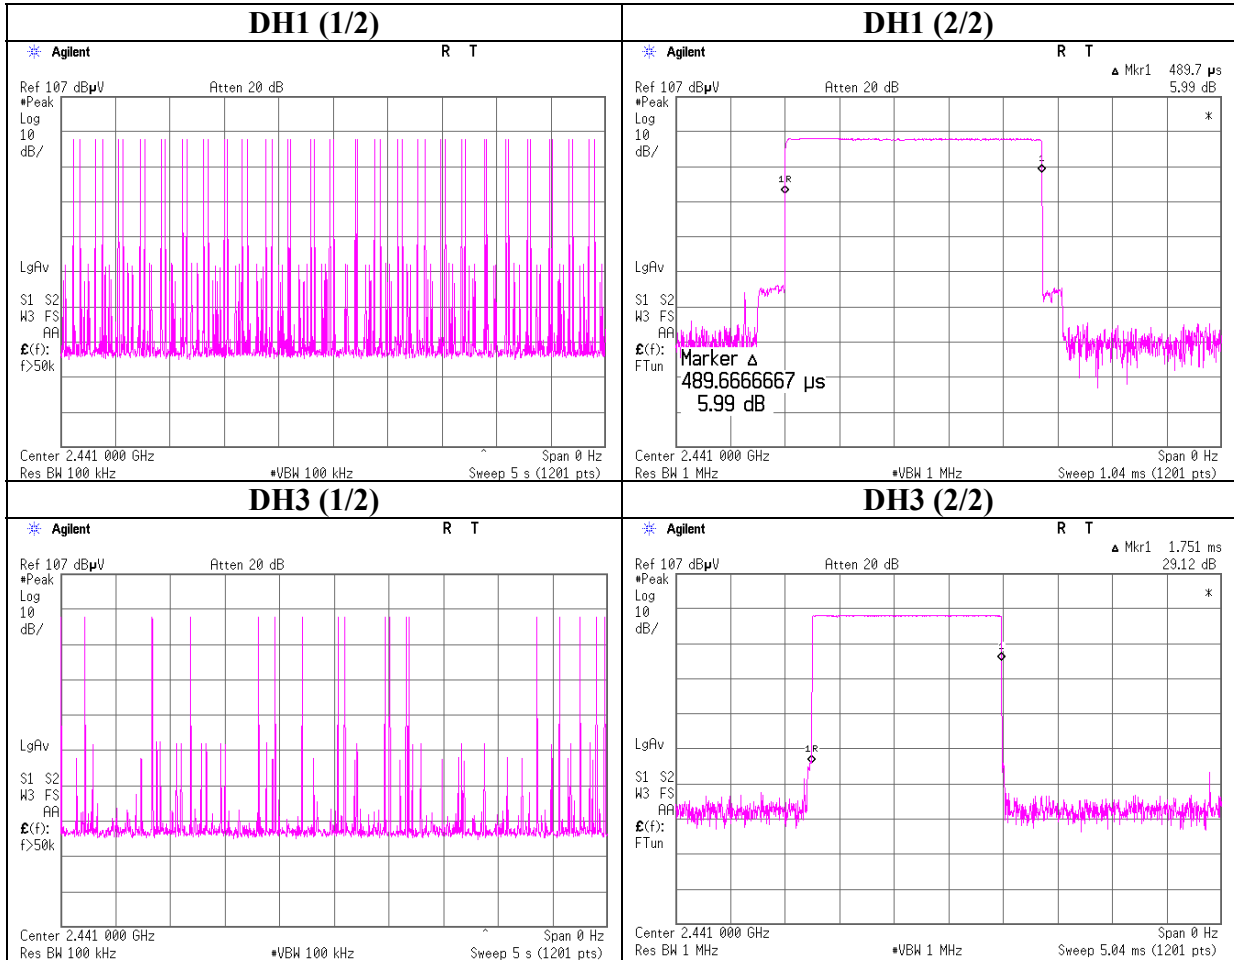 DH1 (1/2)
Agilent
R T
Ref 107 dBµV
Atten 20 dB
#Peak
Log
10
dB/
LgAv
S1 S2
W3 FS
AA
£(f):
f>50k
Center 2.441 000 GHz
^
Span 0 Hz
Res BW 100 kHz
#VBW 100 kHz
Sweep 5 s (1201 pts)
DH1 (2/2)
Agilent
R T
Δ Mkr1 489.7 µs
Ref 107 dBµV
Atten 20 dB
5.99 dB
#Peak
Log
10
dB/
*
1R
1
LgAv
S1 S2
W3 FS
AA
£(f):
FTun
Marker Δ
489.6666667 µs
5.99 dB
Center 2.441 000 GHz
Span 0 Hz
Res BW 1 MHz
#VBW 1 MHz
Sweep 1.04 ms (1201 pts)
DH3 (1/2)
Agilent
R T
Ref 107 dBµV
Atten 20 dB
#Peak
Log
10
dB/
LgAv
S1 S2
W3 FS
AA
£(f):
f>50k
Center 2.441 000 GHz
^
Span 0 Hz
Res BW 100 kHz
#VBW 100 kHz
Sweep 5 s (1201 pts)
DH3 (2/2)
Agilent
R T
Δ Mkr1 1.751 ms
Ref 107 dBµV
Atten 20 dB
29.12 dB
#Peak
Log
10
dB/
*
1
1R
LgAv
S1 S2
W3 FS
AA
£(f):
FTun
Center 2.441 000 GHz
Span 0 Hz
Res BW 1 MHz
#VBW 1 MHz
Sweep 5.04 ms (1201 pts)